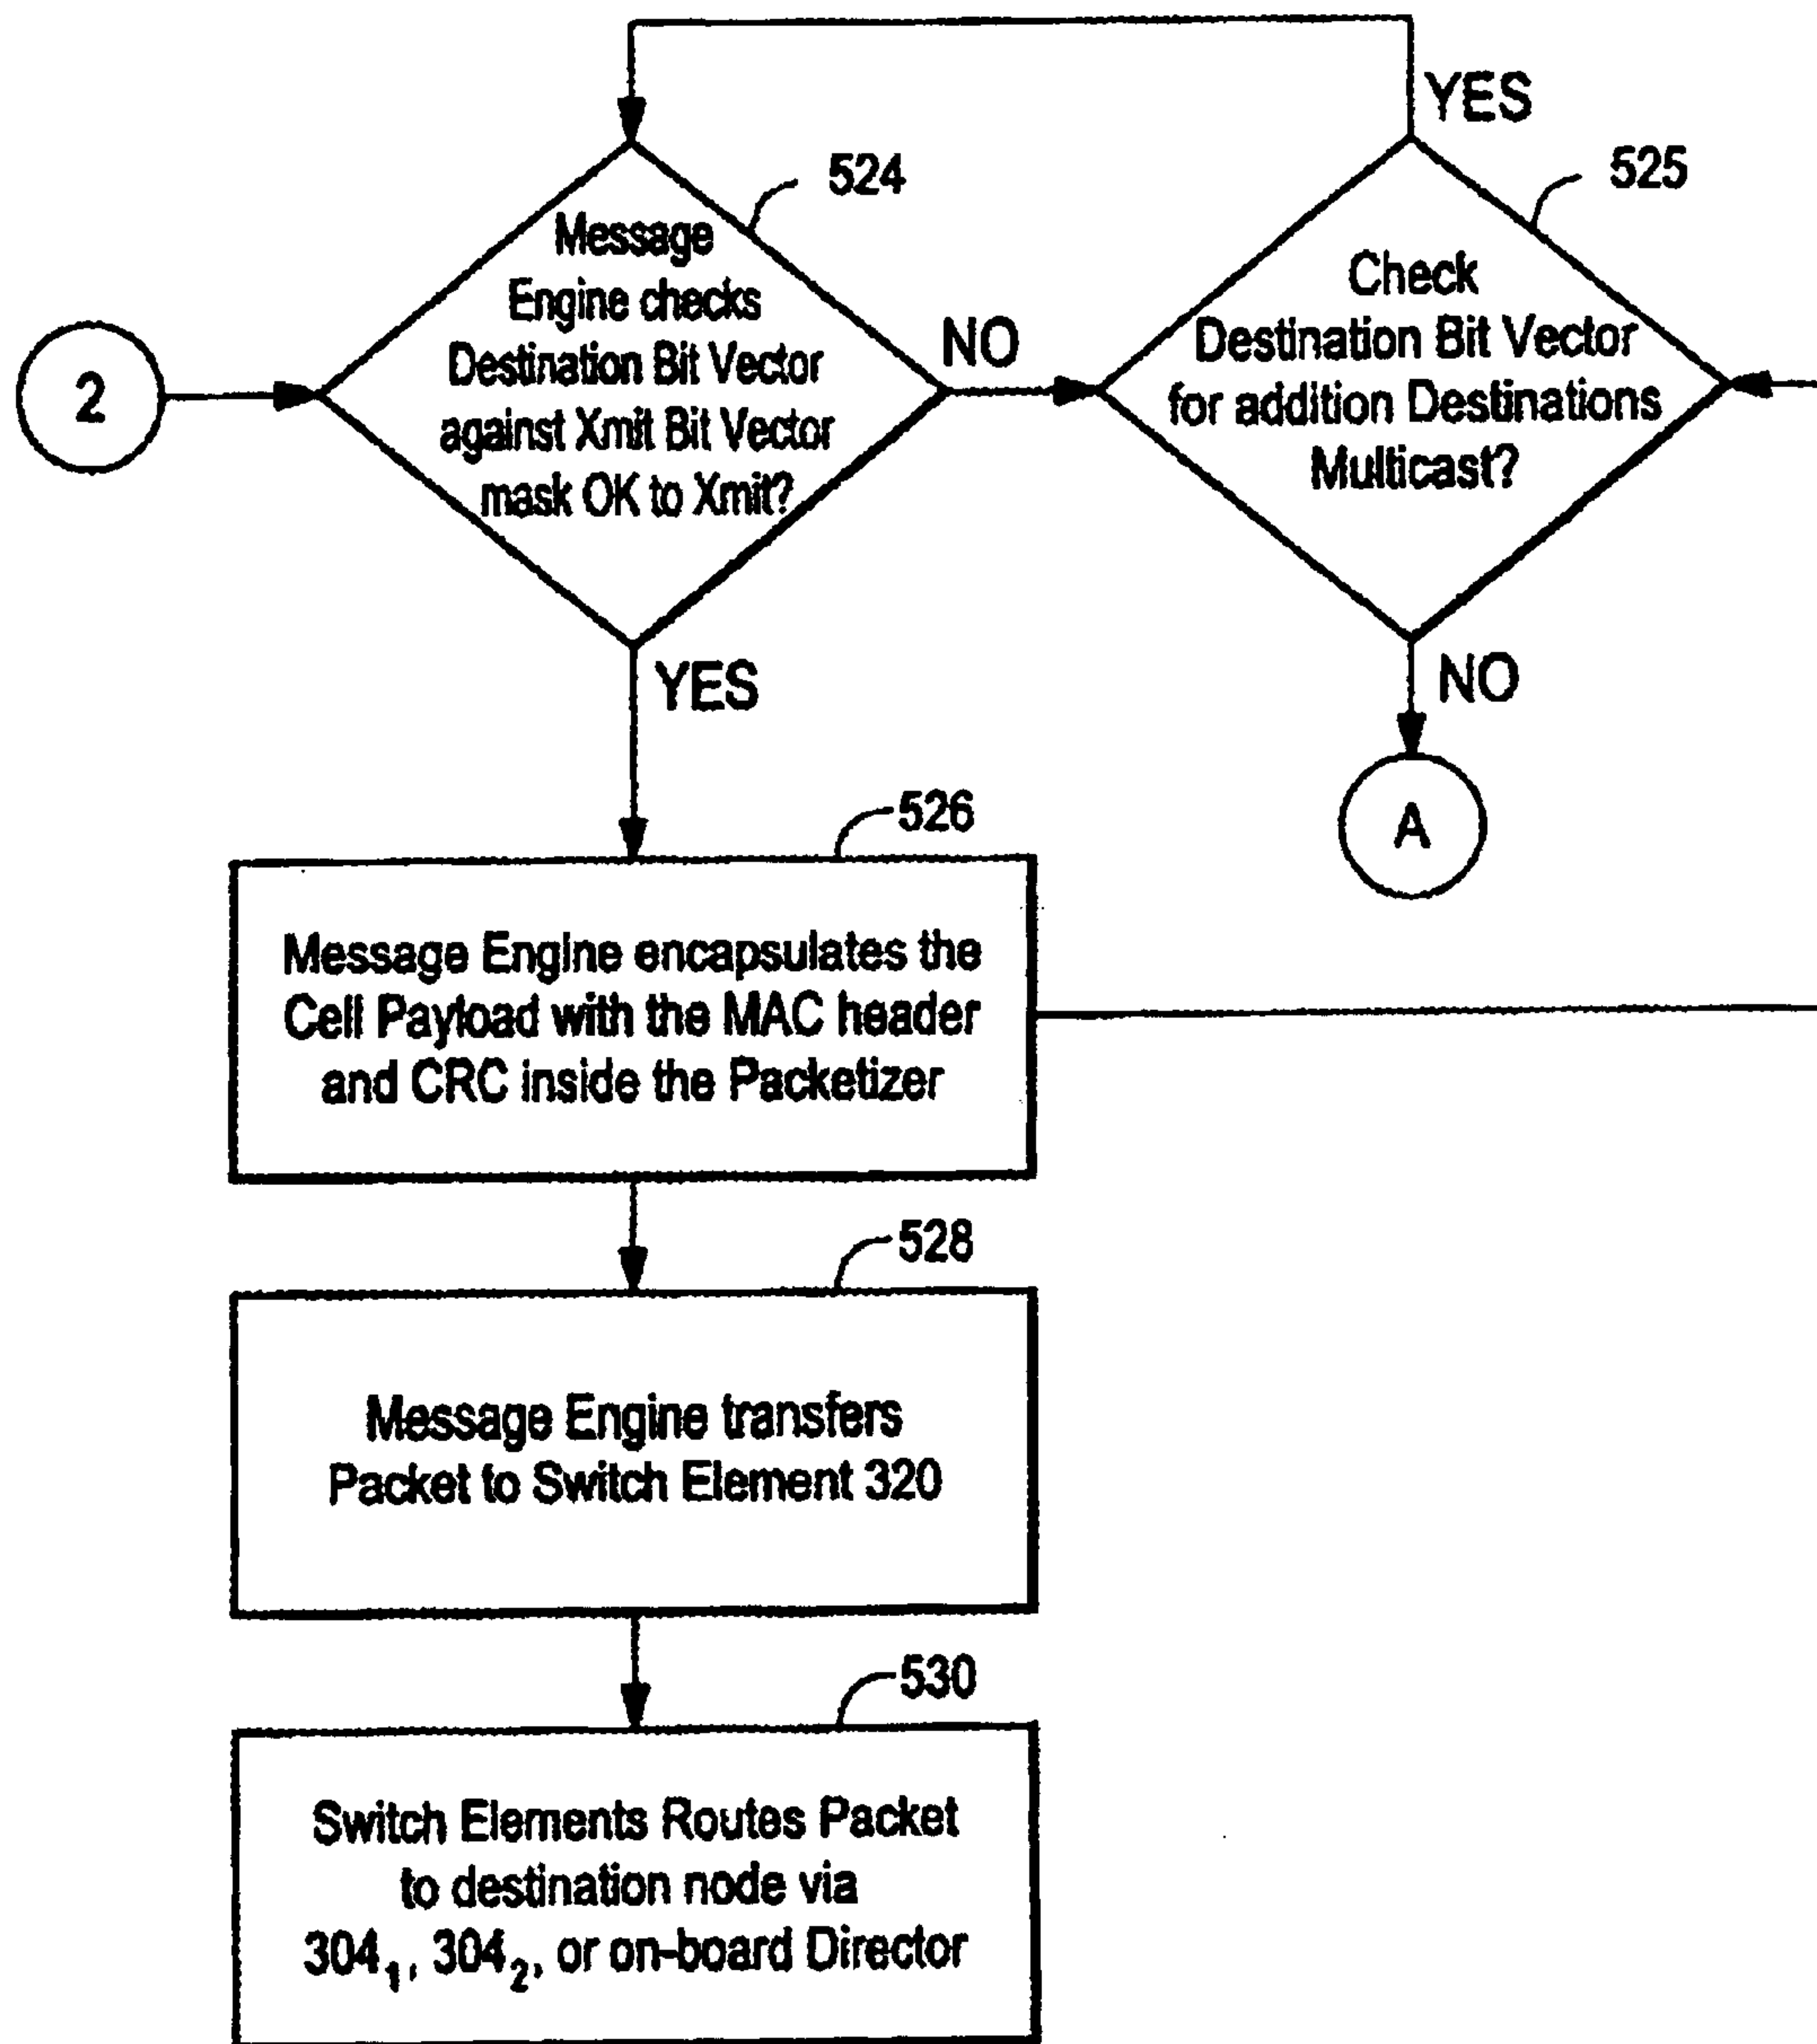 YES
524
525
Message
Engine checks
Destination Bit Vector
against Xmit Bit Vector
mask OK to Xmit?
NO
Check
Destination Bit Vector
for addition Destinations
Multicast?
2
YES
NO
A
526
Message Engine encapsulates the
Cell Payload with the MAC header
and CRC inside the Packetizer
528
Message Engine transfers
Packet to Switch Element 320
530
Switch Elements Routes Packet
to destination node via
304₁, 304₂, or on-board Director